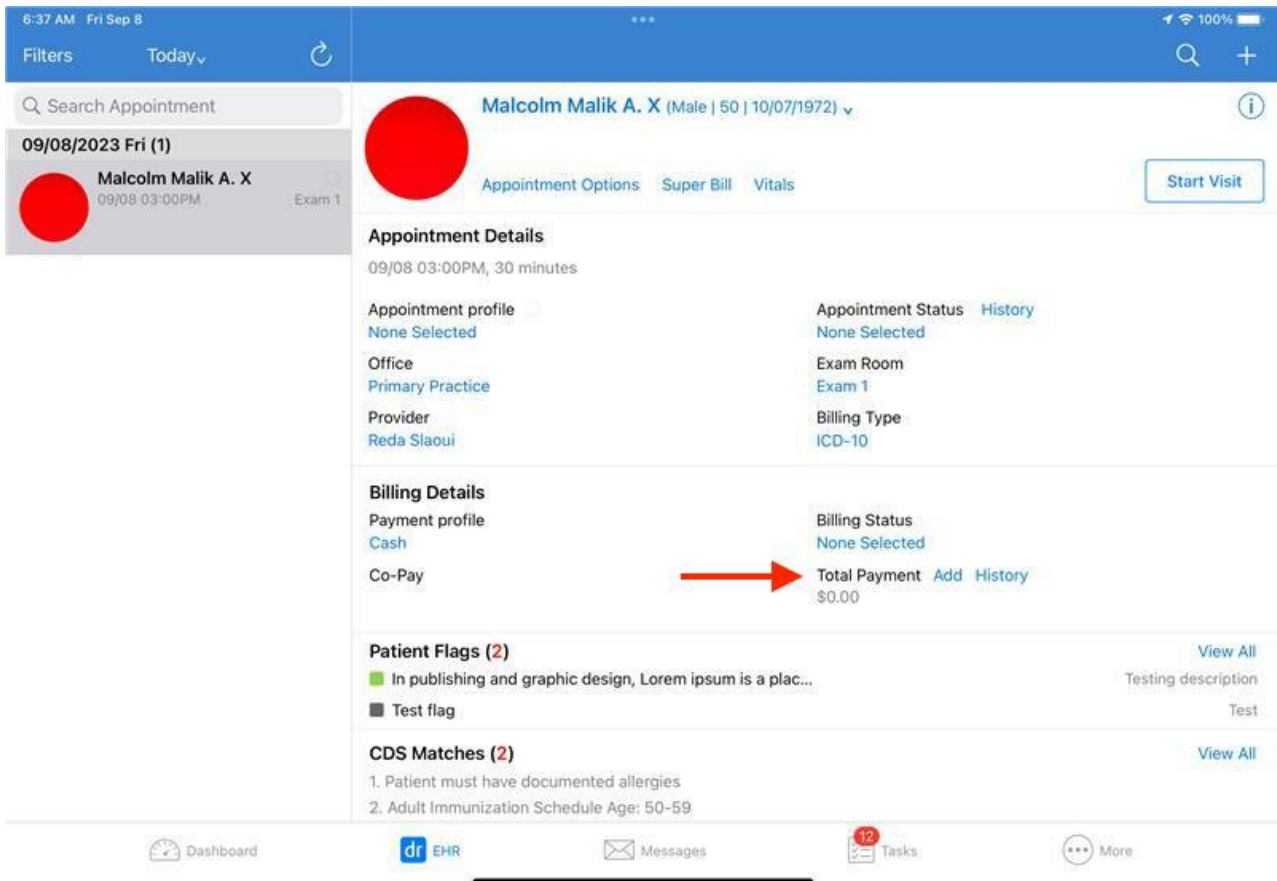 6:37 AM Fri Sep 8
100%
Filters Today
Search Appointment
09/08/2023 Fri (1)
Malcolm Malik A. X
09/08 03:00PM Exam 1
Malcolm Malik A. X (Male | 50 | 10/07/1972)
Appointment Options Super Bill Vitals
Start Visit
Appointment Details
09/08 03:00PM, 30 minutes
Appointment profile
None Selected
Appointment Status History
None Selected
Office
Primary Practice
Exam Room
Exam 1
Provider
Reda Slaoui
Billing Type
ICD-10
Billing Details
Payment profile
Cash
Billing Status
None Selected
Co-Pay
Total Payment Add History
$0.00
Patient Flags (2) View All
In publishing and graphic design, Lorem ipsum is a plac... Testing description
Test flag Test
CDS Matches (2) View All
1. Patient must have documented allergies
2. Adult Immunization Schedule Age: 50-59
Dashboard
dr EHR
Messages
12
Tasks
More